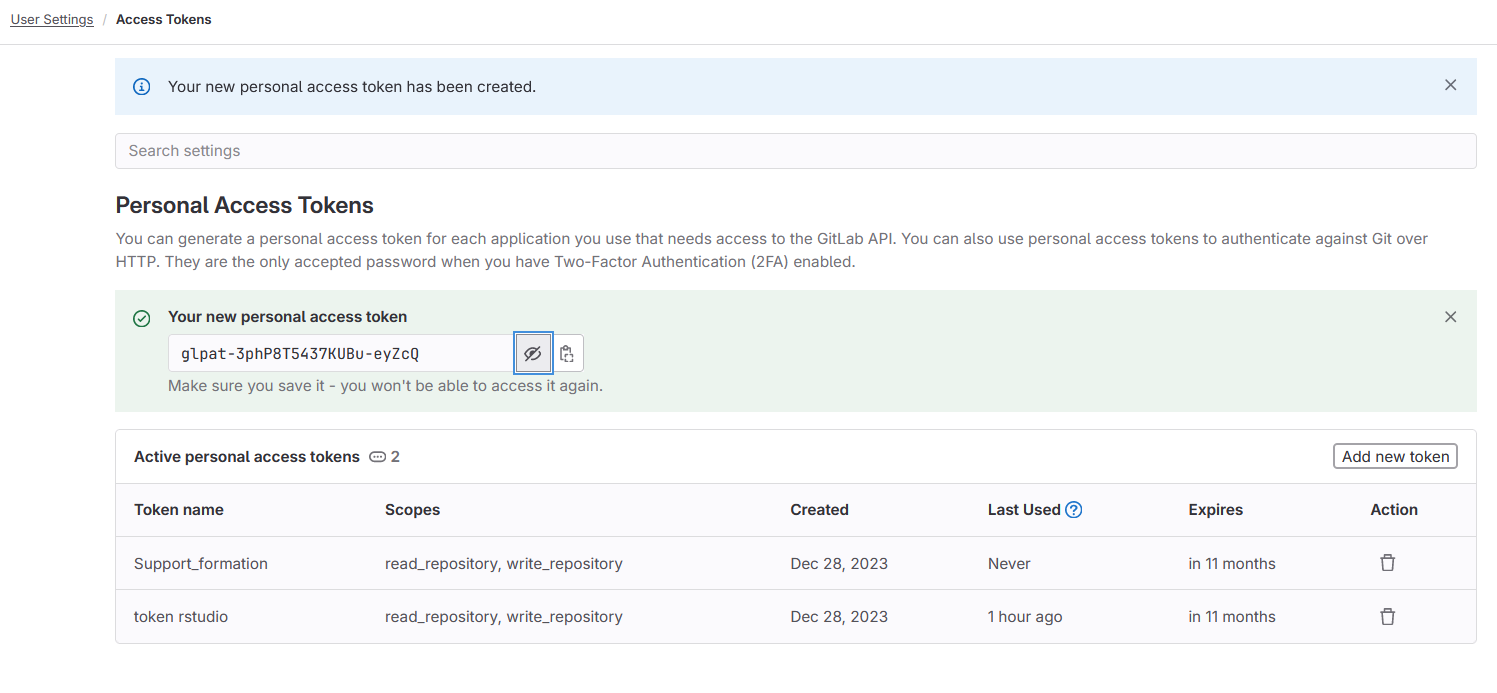 User Settings / Access Tokens
Your new personal access token has been created.
Search settings
Personal Access Tokens
You can generate a personal access token for each application you use that needs access to the GitLab API. You can also use personal access tokens to authenticate against Git over
HTTP. They are the only accepted password when you have Two-Factor Authentication (2FA) enabled.
Your new personal access token
glpat-3phP8T5437KUBu-eyZcQ
Make sure you save it - you won't be able to access it again.
Active personal access tokens 2 Add new token
Token name Scopes Created Last Used ? Expires Action
Support_formation read_repository, write_repository Dec 28, 2023 Never in 11 months
token rstudio read_repository, write_repository Dec 28, 2023 1 hour ago in 11 months